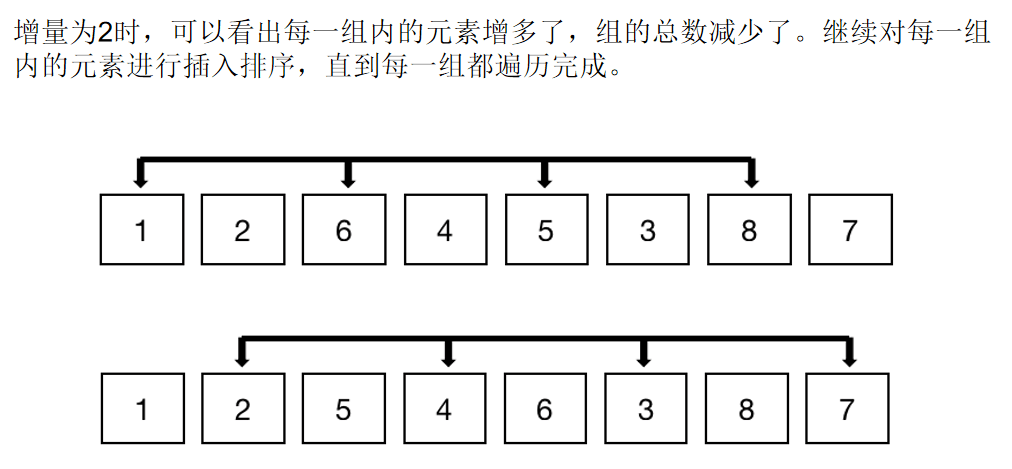 增量为2时，可以看出每一组内的元素增多了，组的总数减少了。继续对每一组
内的元素进行插入排序，直到每一组都遍历完成。
1 2 6 4 5 3 8 7
1 2 5 4 6 3 8 7